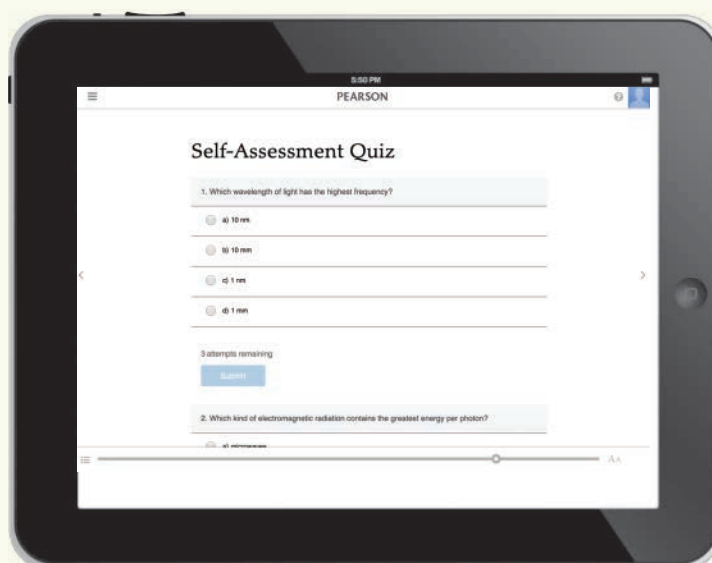 5:50 PM
PEARSON
Self-Assessment Quiz
1. Which wavelength of light has the highest frequency?
a) 10 nm
b) 10 mm
c) 1 nm
d) 1 mm
3 attempts remaining
Submit
2. Which kind of electromagnetic radiation contains the greatest energy per photon?
a) microwaves
AA